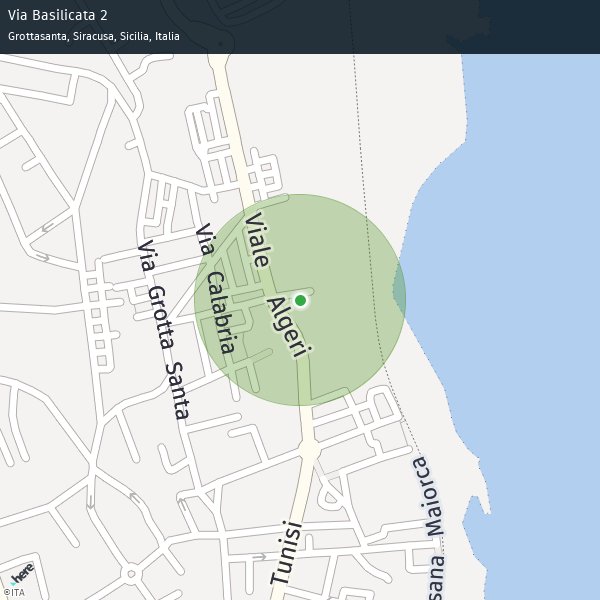 Via Basilicata 2
Grottasanta, Siracusa, Sicilia, Italia
Viale Algeri
Via Calabria
Via Grotta Santa
Tunisi
sana Maiorca
here
©ITA